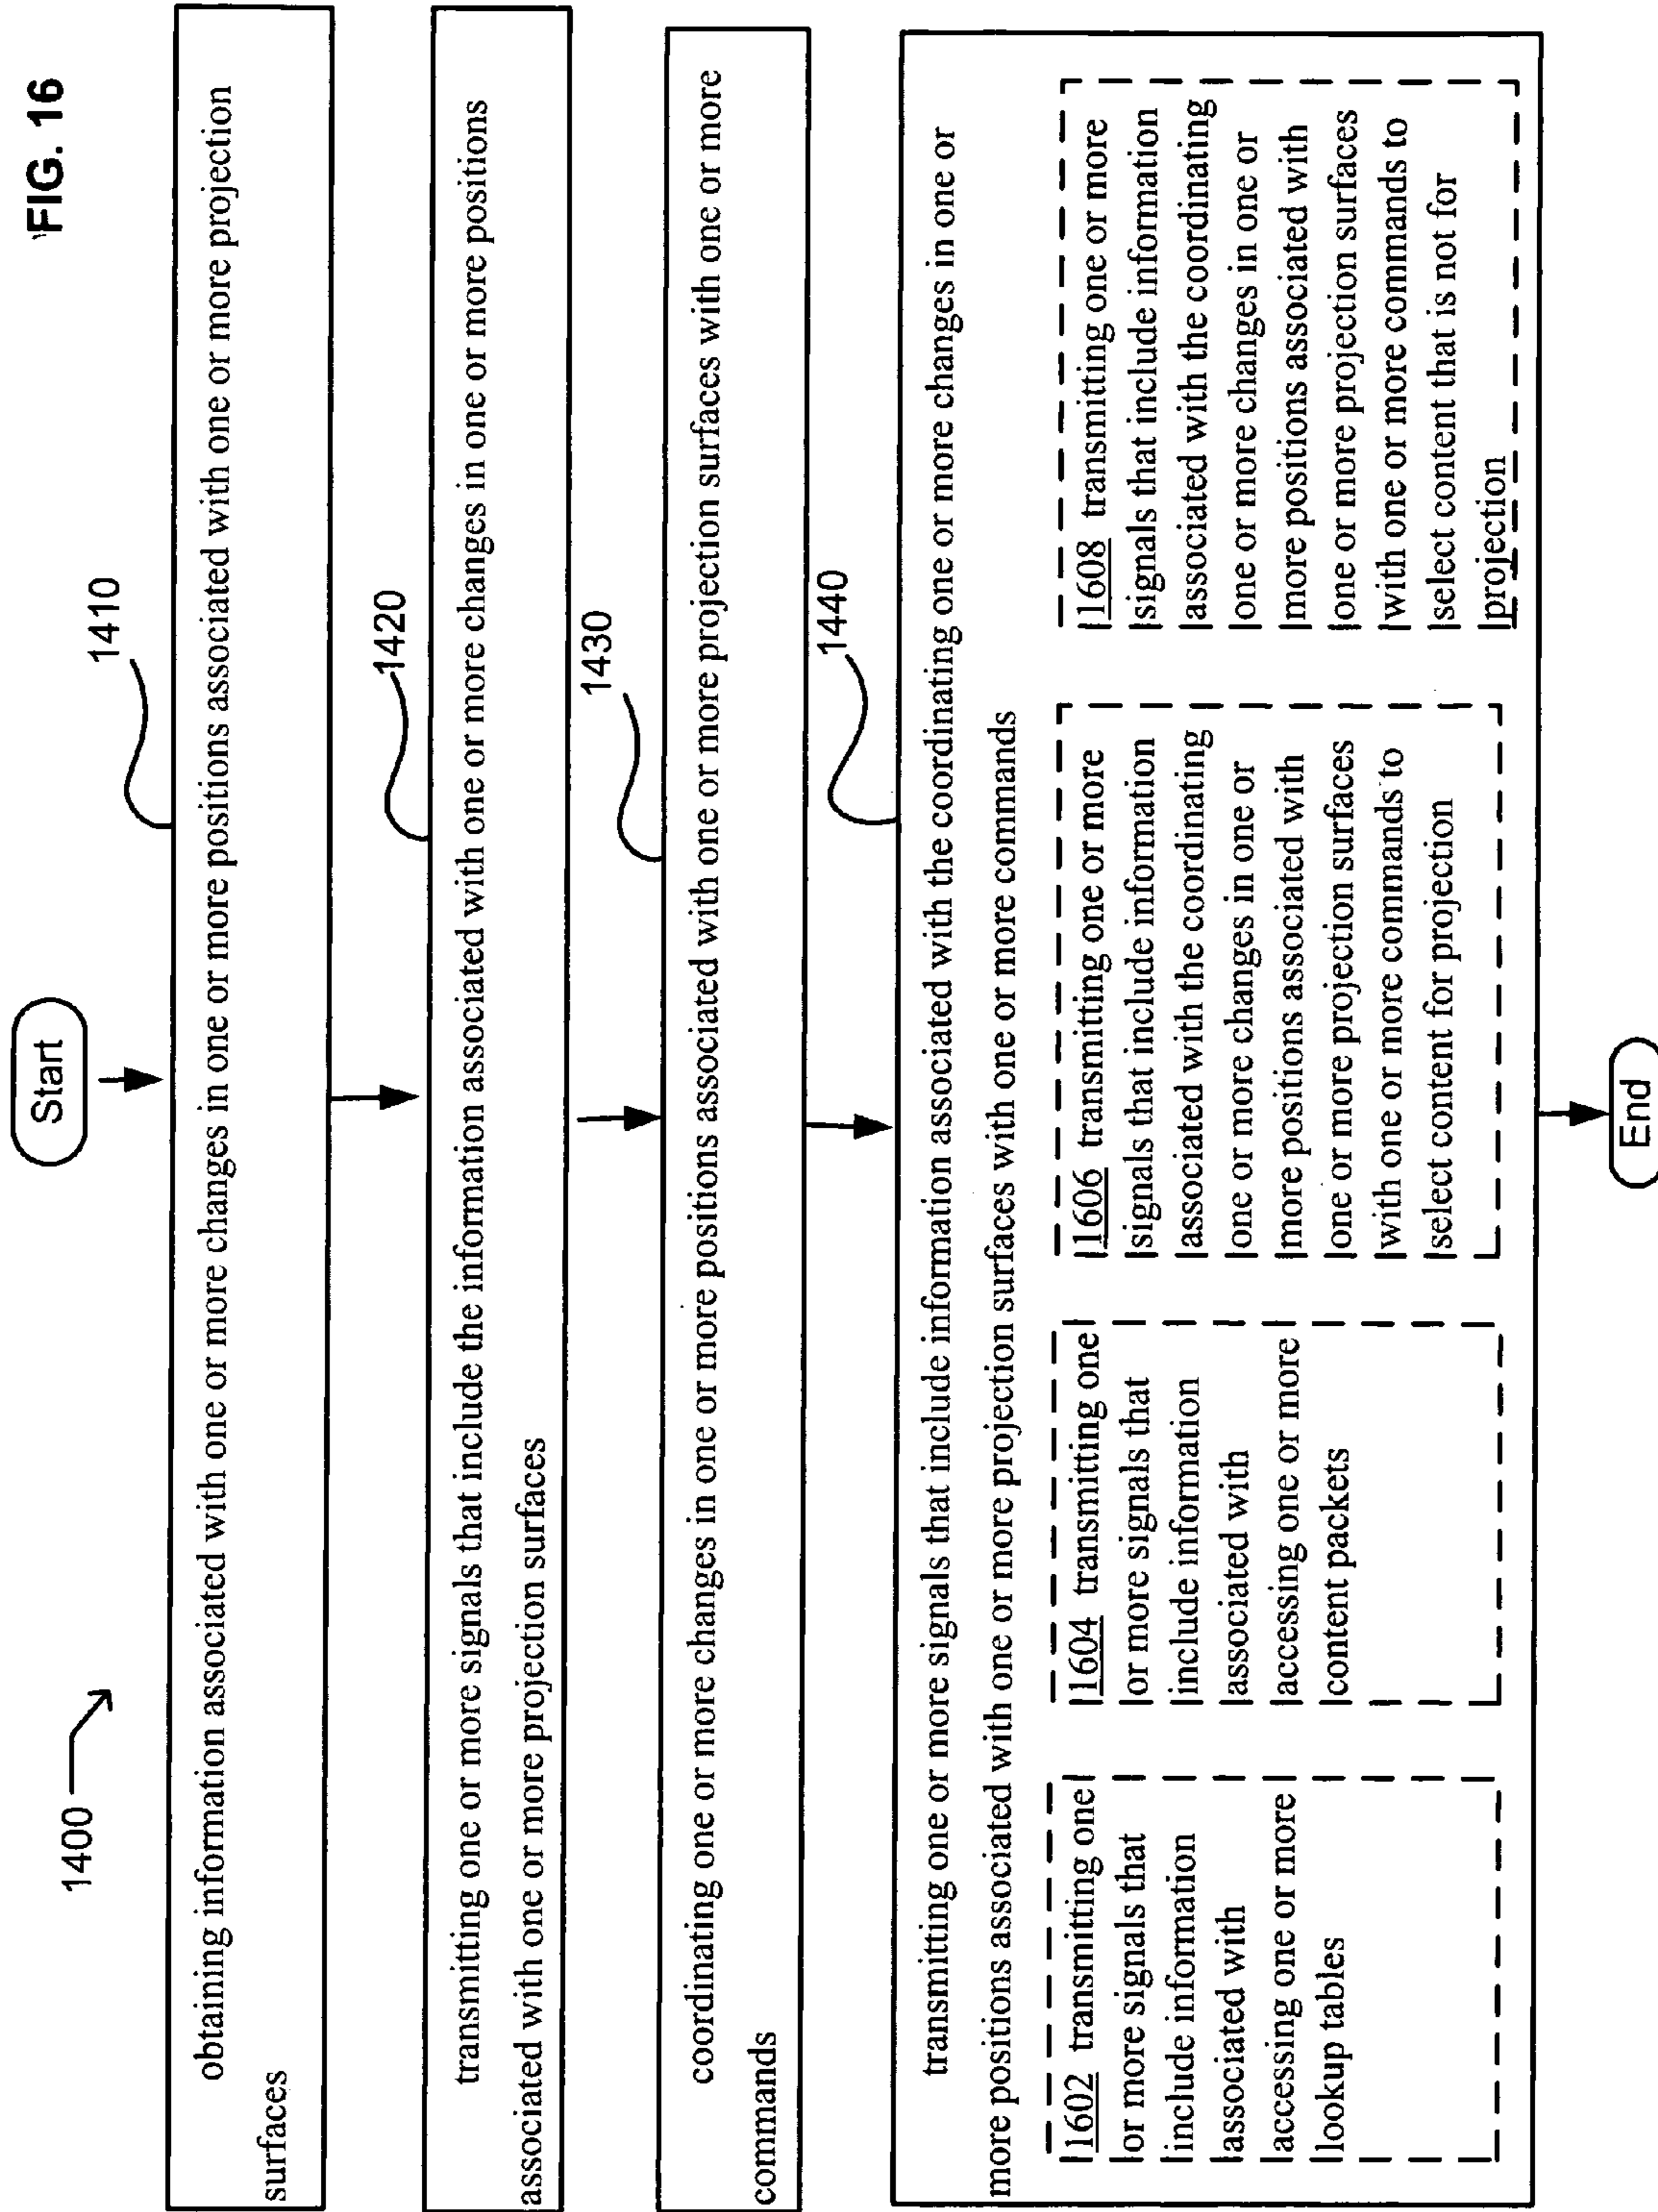 FIG. 16
1400
Start
1410
obtaining information associated with one or more changes in one or more positions associated with one or more projection
surfaces
1420
transmitting one or more signals that include the information associated with one or more changes in one or more positions
associated with one or more projection surfaces
1430
coordinating one or more changes in one or more positions associated with one or more projection surfaces with one or more
commands
1440
transmitting one or more signals that include information associated with the coordinating one or more changes in one or
more positions associated with one or more projection surfaces with one or more commands
1602 transmitting one
or more signals that
include information
associated with
accessing one or more
lookup tables
1604 transmitting one
or more signals that
include information
associated with
accessing one or more
content packets
1606 transmitting one or more
signals that include information
associated with the coordinating
one or more changes in one or
more positions associated with
one or more projection surfaces
with one or more commands to
select content for projection
1608 transmitting one or more
signals that include information
associated with the coordinating
one or more changes in one or
more positions associated with
one or more projection surfaces
with one or more commands to
select content that is not for
projection
End